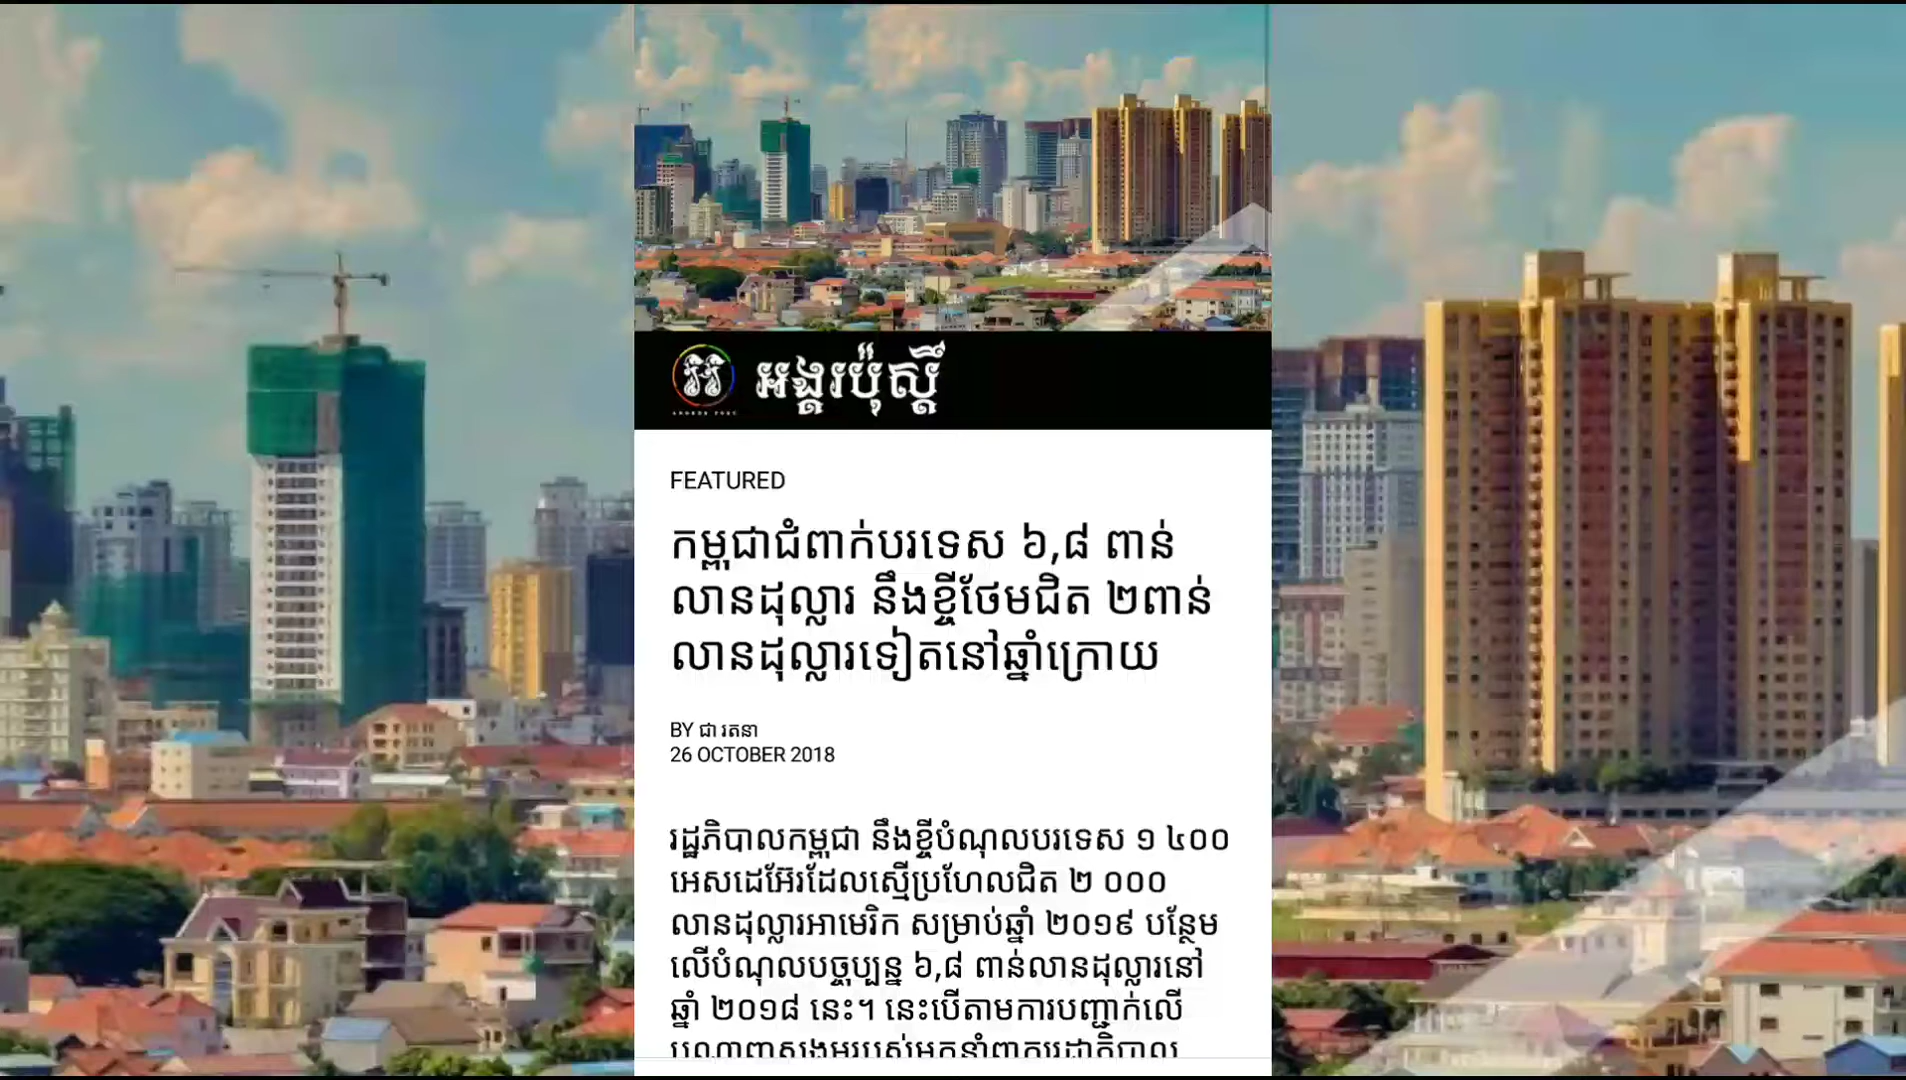 អង្គរប៉ុស្តិ៍
ANGKOR POST
FEATURED
កម្ពុជាជំពាក់បរទេស ៦,៨ ពាន់
លានដុល្លារ នឹងខ្ចីថែមជិត ២ពាន់
លានដុល្លារទៀតនៅឆ្នាំក្រោយ
BY ជា រតនា
26 OCTOBER 2018
រដ្ឋភិបាលកម្ពុជា នឹងខ្ចីបំណុលបរទេស ១ ៤០០
អេសដេអ៊ែរដែលស្មើប្រហែលជិត ២ ០០០
លានដុល្លារអាមេរិក សម្រាប់ឆ្នាំ ២០១៩ បន្ថែម
លើបំណុលបច្ចុប្បន្ន ៦,៨ ពាន់លានដុល្លារនៅ
ឆ្នាំ ២០១៨ នេះ។ នេះបើតាមការបញ្ជាក់លើ